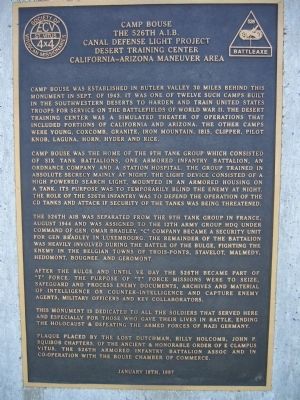 SOCIETY OF
4x4
CAMP BOUSE
THE 526TH A.I.B.
CANAL DEFENSE LIGHT PROJECT
DESERT TRAINING CENTER
CALIFORNIA-ARIZONA MANEUVER AREA
BATTLEAXE
CAMP BOUSE WAS ESTABLISHED IN BUTLER VALLEY 30 MILES BEHIND THIS
MONUMENT IN SEPT. OF 1943. IT WAS ONE OF TWELVE SUCH CAMPS BUILT
IN THE SOUTHWESTERN DESERTS TO HARDEN AND TRAIN UNITED STATES
TROOPS FOR SERVICE ON THE BATTLEFIELDS OF WORLD WAR II. THE DESERT
TRAINING CENTER WAS A SIMULATED THEATER OF OPERATIONS THAT
INCLUDED PORTIONS OF CALIFORNIA AND ARIZONA. THE OTHER CAMPS
WERE YOUNG, COXCOMB, GRANITE, IRON MOUNTAIN, IBIS, CLIPPER, PILOT
KNOB, LAGUNA, HORN, HYDER AND RICE.
CAMP BOUSE WAS THE HOME OF THE 9TH TANK GROUP WHICH CONSISTED
OF SIX TANK BATTALIONS, ONE ARMORED INFANTRY BATTALION, AN
ORDNANCE COMPANY AND A STATION HOSPITAL. THE GROUP TRAINED IN
ABSOLUTE SECRECY MAINLY AT NIGHT. THE LIGHT DEVICE CONSISTED OF A
HIGH POWERED SEARCH LIGHT, MOUNTED IN AN ARMORED HOUSING ON
A TANK. ITS PURPOSE WAS TO TEMPORARILY BLIND THE ENEMY AT NIGHT.
THE ROLE OF THE 526TH INFANTRY WAS TO DEFEND THE OPERATION OF THE
CD TANKS AND ATTACK IF SECURITY OF THE TANKS WAS BEING THREATENED.
THE 526TH AIB WAS SEPARATED FROM THE 9TH TANK GROUP IN FRANCE,
AUGUST 1944 AND WAS ASSIGNED TO THE 12TH ARMY GROUP HDQ UNDER
COMMAND OF GEN. OMAR BRADLEY. "C" COMPANY BECAME A SECURITY UNIT
FOR GEN BRADLEY IN LUXEMBOURG. THE REMAINDER OF THE BATTALION
WAS HEAVILY INVOLVED DURING THE BATTLE OF THE BULGE, FIGHTING THE
ENEMY IN THE BELGIAN TOWNS OF TROIS-PONTS, STAVELOT, MALMEDY,
HEDOMONT, BOUGNEE, AND GEROMONT.
AFTER THE BULGE AND UNTIL VE DAY THE 526TH BECAME PART OF
"T" FORCE. THE PURPOSE OF "T" FORCE MISSIONS WERE TO SEIZE,
SAFEGUARD AND PROCESS ENEMY DOCUMENTS, ARCHIVES AND MATERIAL
OF INTELLIGENCE OR COUNTER-INTELLIGENCE AND CAPTURE ENEMY
AGENTS, MILITARY OFFICERS AND KEY COLLABORATORS.
THIS MONUMENT IS DEDICATED TO ALL THE SOLDIERS THAT SERVED HERE
AND ESPECIALLY FOR THOSE WHO GAVE THEIR LIVES IN BATTLE, ENDING
THE HOLOCAUST & DEFEATING THE ARMED FORCES OF NAZI GERMANY.
PLAQUE PLACED BY THE LOST DUTCHMAN, BILLY HOLCOMB, JOHN P.
SQUIBOB CHAPTERS, OF THE ANCIENT & HONORABLE ORDER OF E CLAMPUS
VITUS, THE 526TH ARMORED INFANTRY BATTALION ASSOC AND IN
CO-OPERATION WITH THE BOUSE CHAMBER OF COMMERCE.
JANUARY 18TH, 1997